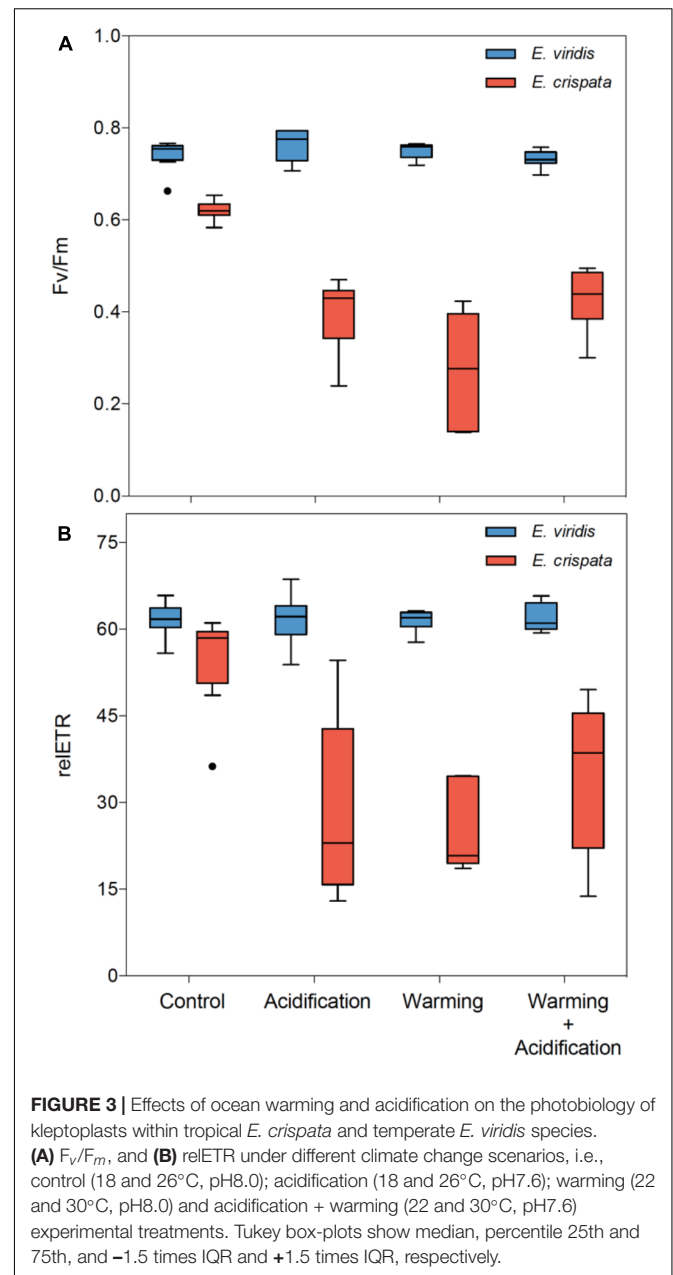 A
1.0
E. viridis
E. crispata
0.8
0.6
Fv/Fm
0.4
0.2
0.0
B
E. viridis
E. crispata
75
60
45
relETR
30
15
0
Control Acidification Warming Warming
+
Acidification
FIGURE 3 | Effects of ocean warming and acidification on the photobiology of
kleptoplasts within tropical E. crispata and temperate E. viridis species.
(A) Fv/Fm, and (B) relETR under different climate change scenarios, i.e.,
control (18 and 26°C, pH8.0); acidification (18 and 26°C, pH7.6); warming (22
and 30°C, pH8.0) and acidification + warming (22 and 30°C, pH7.6)
experimental treatments. Tukey box-plots show median, percentile 25th and
75th, and –1.5 times IQR and +1.5 times IQR, respectively.